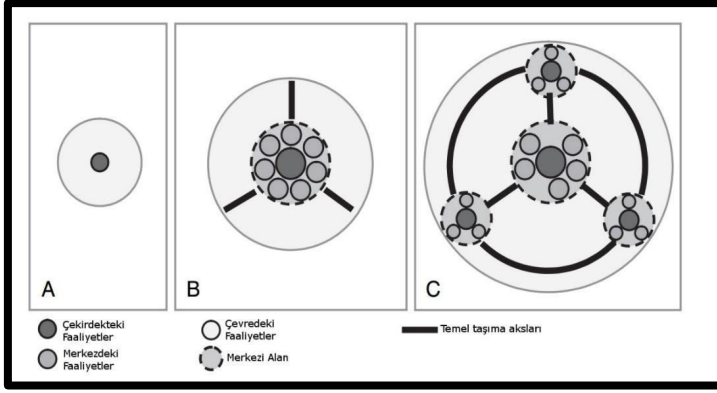 A
B
C
Çekirdekteki
Faaliyetler
Merkezdeki
Faaliyetler
Çevredeki
Faaliyetler
Merkezi Alan
Temel taşıma aksları